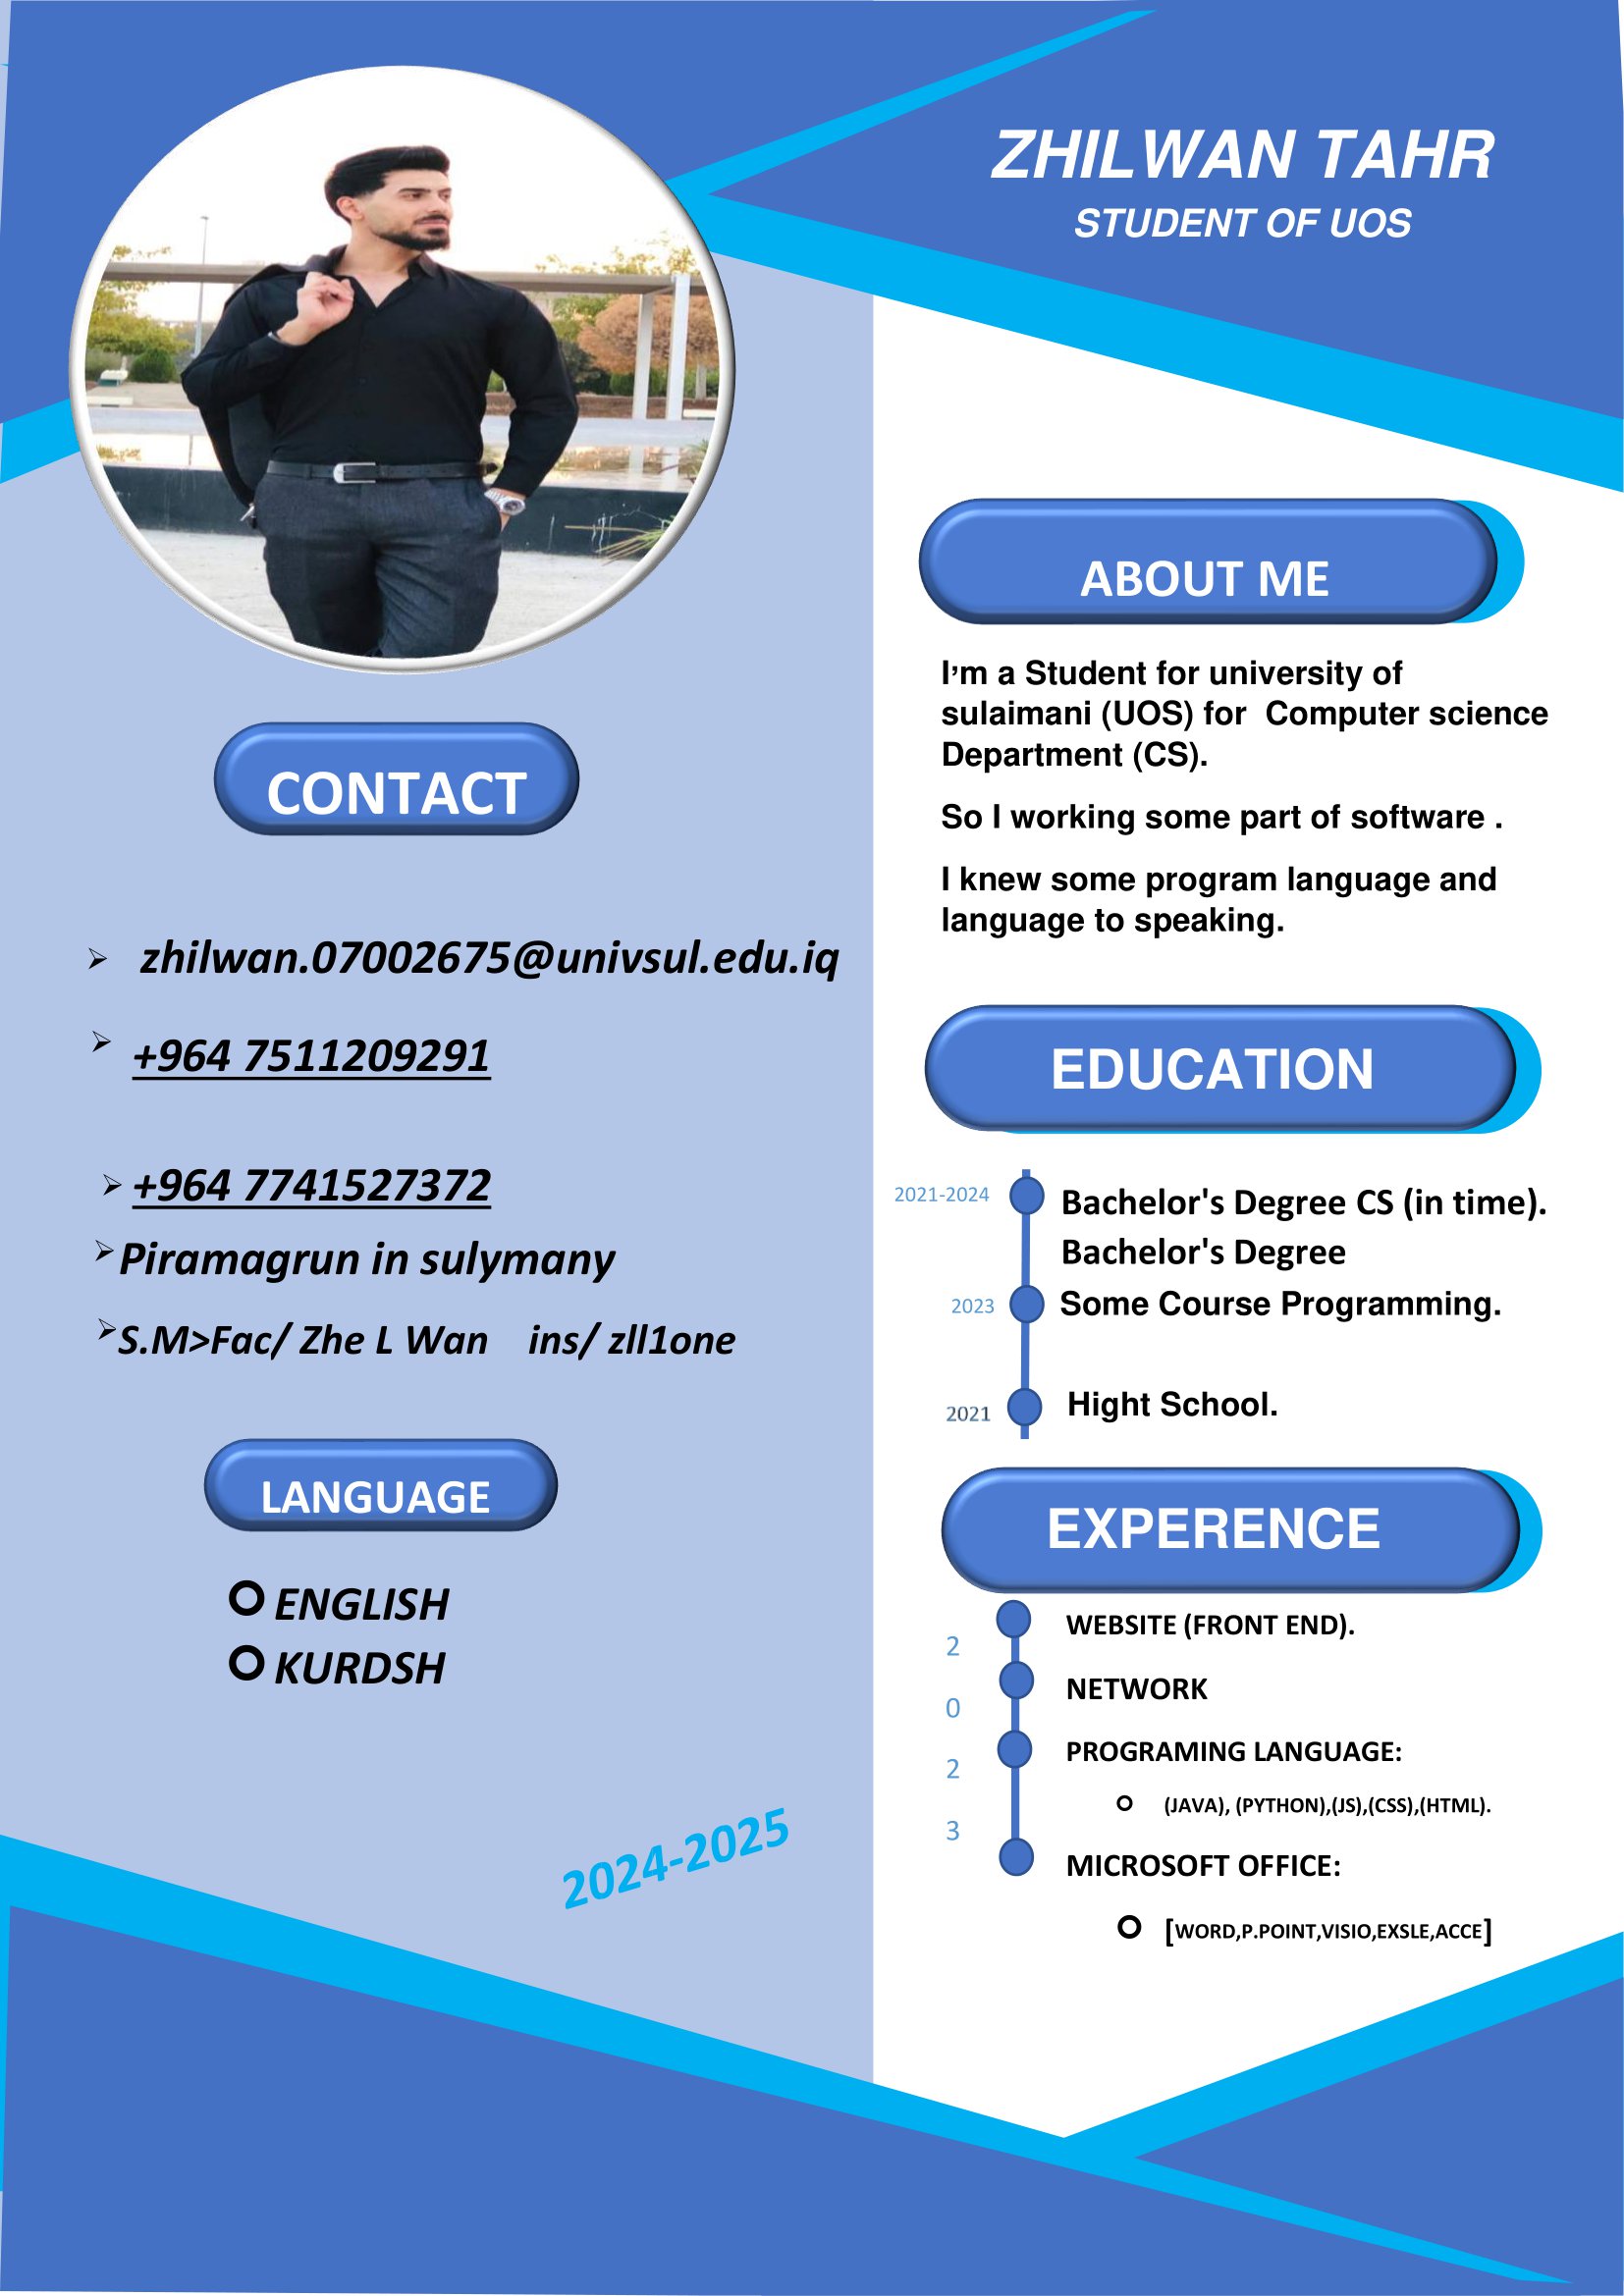 ZHILWAN TAHR
STUDENT OF UOS
CONTACT
zhilwan.07002675@univsul.edu.iq
+964 7511209291
+964 7741527372
Piramagrun in sulymany
S.M>Fac/ Zhe L Wan ins/ zll1one
LANGUAGE
ENGLISH
KURDSH
2024-2025
ABOUT ME
I’m a Student for university of
sulaimani (UOS) for Computer science
Department (CS).
So I working some part of software .
I knew some program language and
language to speaking.
EDUCATION
2021-2024 Bachelor's Degree CS (in time).
Bachelor's Degree
2023 Some Course Programming.
2021 Hight School.
EXPERENCE
2
0
2
3
WEBSITE (FRONT END).
NETWORK
PROGRAMING LANGUAGE:
(JAVA), (PYTHON),(JS),(CSS),(HTML).
MICROSOFT OFFICE:
[WORD,P.POINT,VISIO,EXSLE,ACCE]